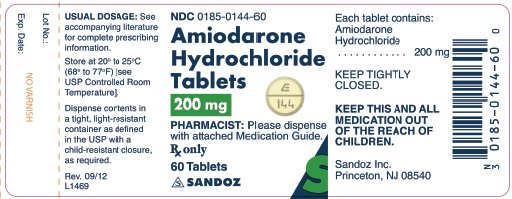 Lot No.:
Exp. Date:
NO VARNISH
USUAL DOSAGE: See
accompanying literature
for complete prescribing
information.
Store at 20° to 25°C
(68° to 77°F) [see
USP Controlled Room
Temperature].
Dispense contents in
a tight, light-resistant
container as defined
in the USP with a
child-resistant closure,
as required.
Rev. 09/12
L1469
NDC 0185-0144-60
Amiodarone
Hydrochloride
Tablets
200 mg
E
144
PHARMACIST: Please dispense
with attached Medication Guide.
Rx only
60 Tablets
S SANDOZ
S
Each tablet contains:
Amiodarone
Hydrochloride
............ 200 mg
KEEP TIGHTLY
CLOSED.
KEEP THIS AND ALL
MEDICATION OUT
OF THE REACH OF
CHILDREN.
Sandoz Inc.
Princeton, NJ 08540
N
3 0185-0144-60 0